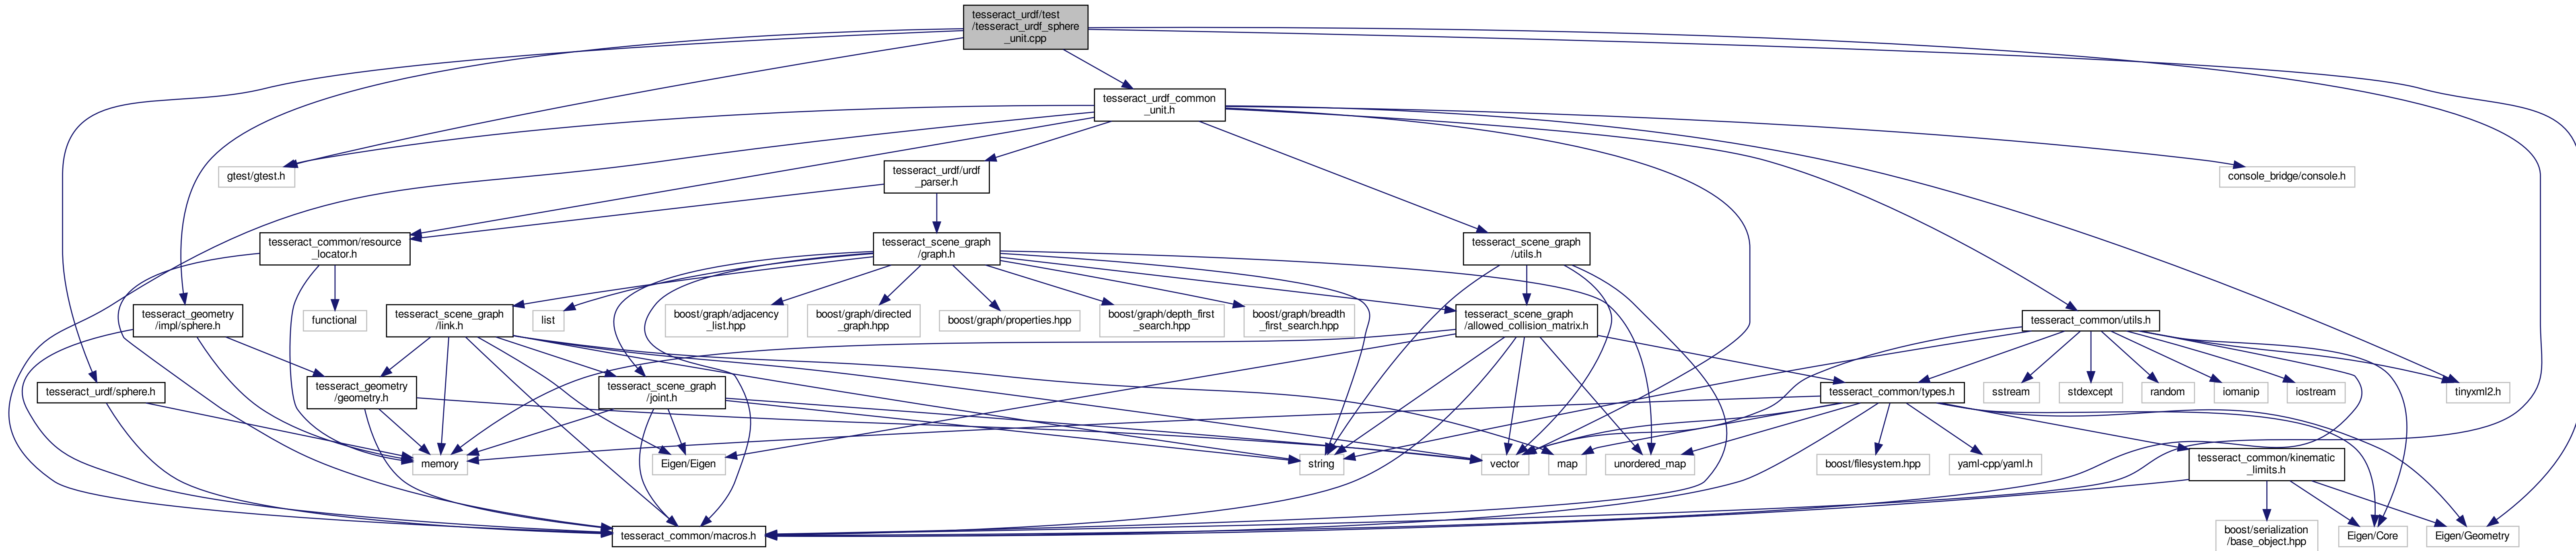 tesseract_urdf/test
/tesseract_urdf_sphere
_unit.cpp
tesseract_urdf_common
_unit.h
gtest/gtest.h
tesseract_urdf/urdf
_parser.h
console_bridge/console.h
tesseract_common/resource
_locator.h
tesseract_scene_graph
/graph.h
tesseract_scene_graph
/utils.h
tesseract_geometry
/impl/sphere.h
functional
tesseract_scene_graph
/link.h
list
boost/graph/adjacency
_list.hpp
boost/graph/directed
_graph.hpp
boost/graph/properties.hpp
boost/graph/depth_first
_search.hpp
boost/graph/breadth
_first_search.hpp
tesseract_scene_graph
/allowed_collision_matrix.h
tesseract_common/utils.h
tesseract_urdf/sphere.h
tesseract_geometry
/geometry.h
tesseract_scene_graph
/joint.h
tesseract_common/types.h
sstream
stdexcept
random
iomanip
iostream
tinyxml2.h
memory
Eigen/Eigen
string
vector
map
unordered_map
boost/filesystem.hpp
yaml-cpp/yaml.h
tesseract_common/kinematic
_limits.h
tesseract_common/macros.h
boost/serialization
/base_object.hpp
Eigen/Core
Eigen/Geometry